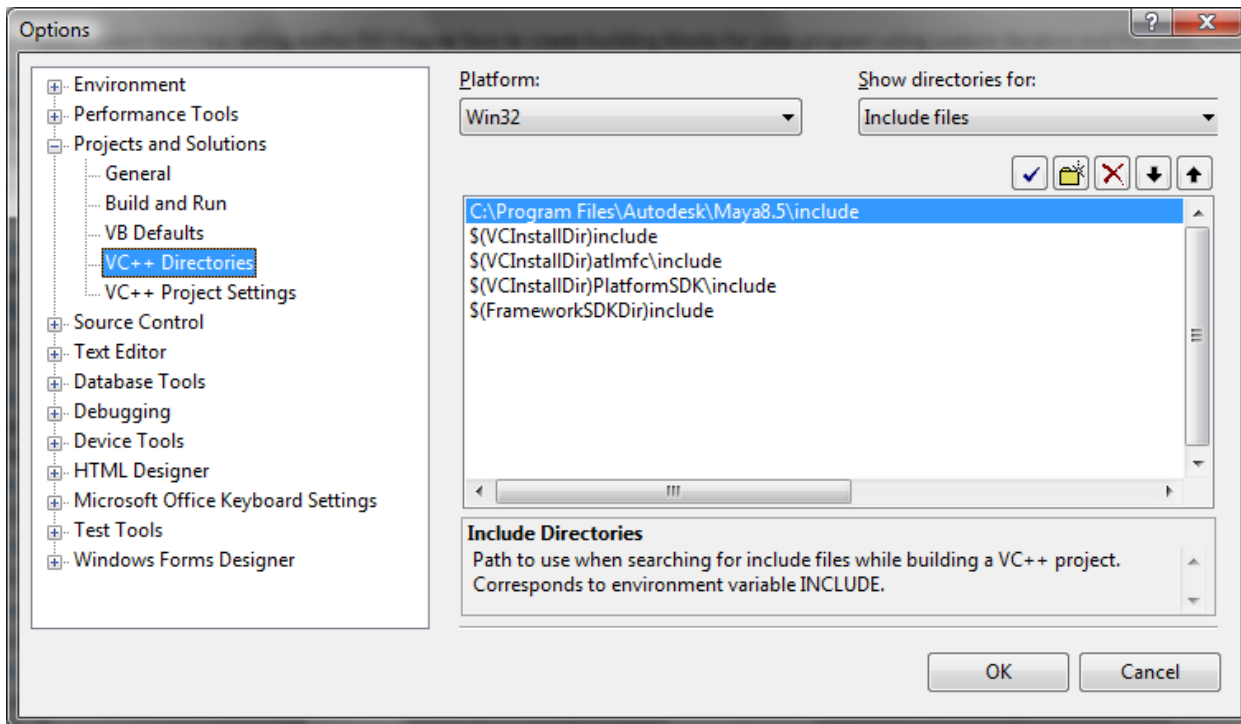 Options
Environment
Performance Tools
Projects and Solutions
General
Build and Run
VB Defaults
VC++ Directories
VC++ Project Settings
Source Control
Text Editor
Database Tools
Debugging
Device Tools
HTML Designer
Microsoft Office Keyboard Settings
Test Tools
Windows Forms Designer
Platform:
Win32
Show directories for:
Include files
C:\Program Files\Autodesk\Maya8.5\include
$(VCInstallDir)include
$(VCInstallDir)atlmfc\include
$(VCInstallDir)PlatformSDK\include
$(FrameworkSDKDir)include
Include Directories
Path to use when searching for include files while building a VC++ project.
Corresponds to environment variable INCLUDE.
OK
Cancel